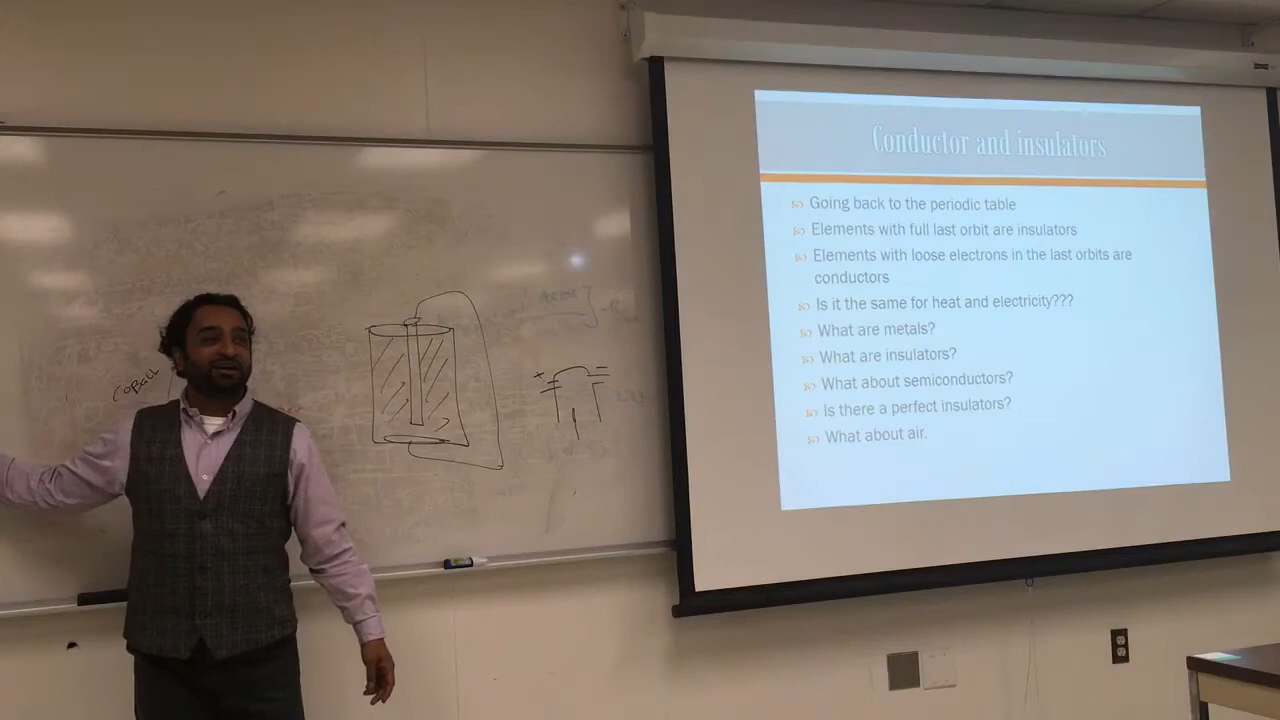 Conductor and insulators
Going back to the periodic table
Elements with full last orbit are insulators
Elements with loose electrons in the last orbits are
conductors
Is it the same for heat and electricity???
What are metals?
What are insulators?
What about semiconductors?
Is there a perfect insulators?
What about air.